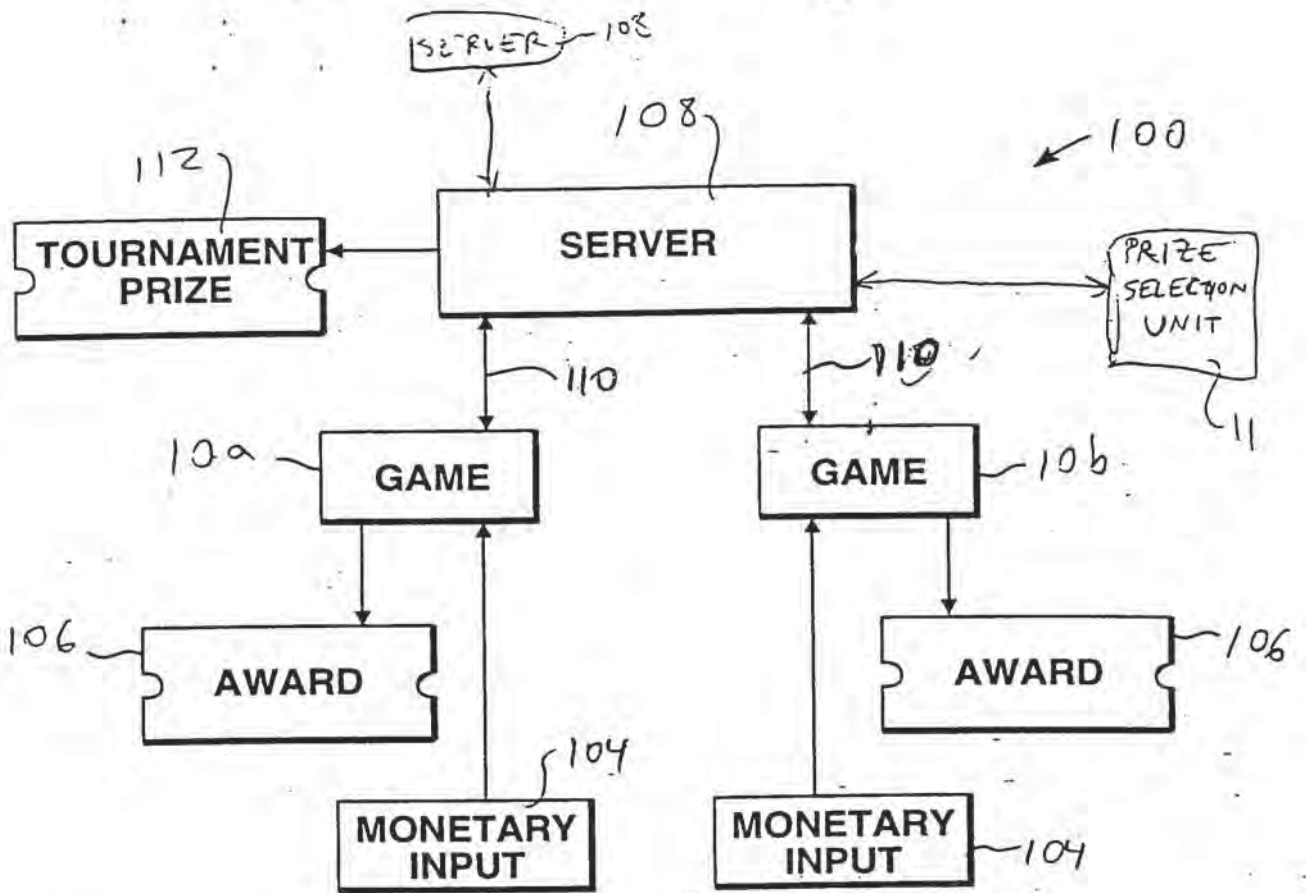 SERVER 108
108
100
112
TOURNAMENT
PRIZE
SERVER
PRIZE
SELECTION
UNIT
11
110
110
10a
GAME
GAME
10b
106
AWARD
AWARD
106
104
MONETARY
INPUT
MONETARY
INPUT
104